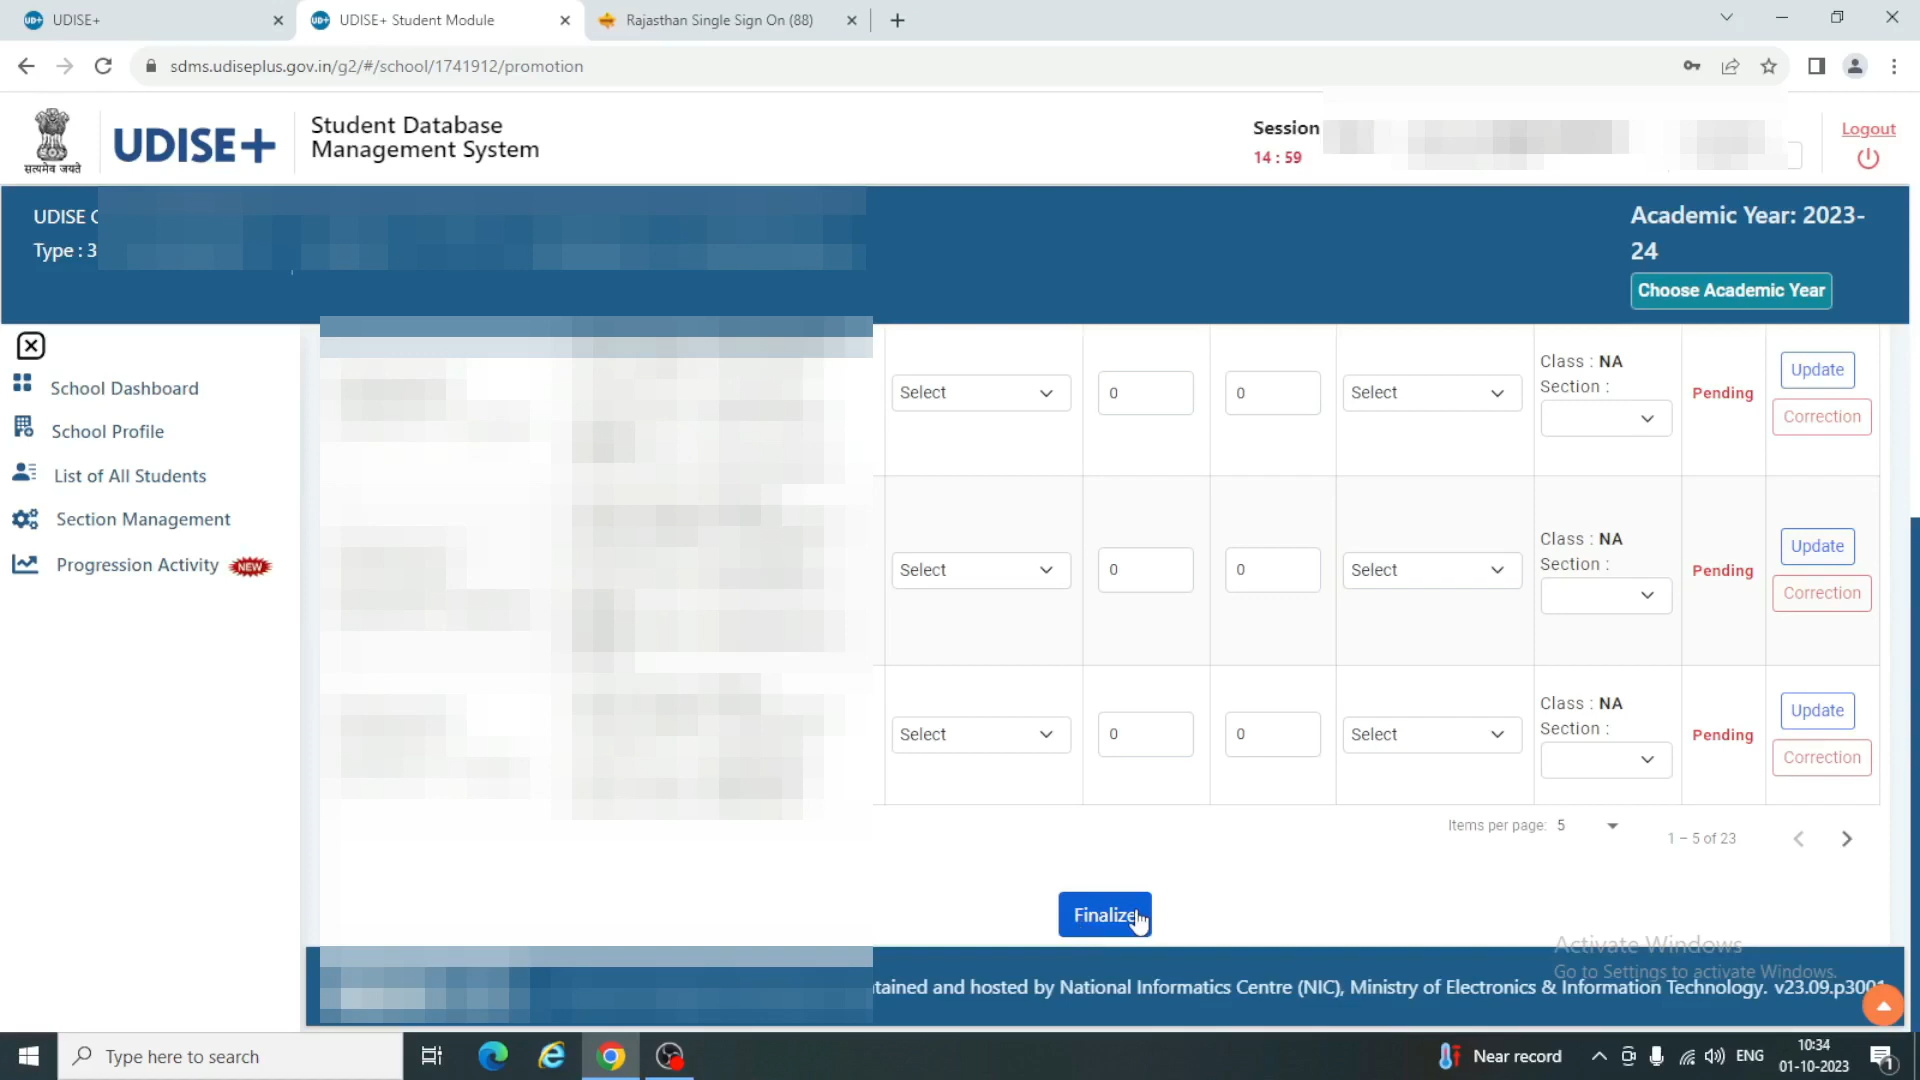 UDISE+
UDISE+ Student Module
Rajasthan Single Sign On (88)
sdms.udiseplus.gov.in/g2/#/school/1741912/promotion
सत्यमेव जयते
UDISE+
Student Database
Management System
Session
14 : 59
Logout
UDISE
Type : 3
Academic Year: 2023-
24
Choose Academic Year
School Dashboard
School Profile
List of All Students
Section Management
Progression Activity NEW
Select 0 0 Select
Class : NA
Section :
Pending
Update
Correction
Select 0 0 Select
Class : NA
Section :
Pending
Update
Correction
Select 0 0 Select
Class : NA
Section :
Pending
Update
Correction
Items per page: 5
1 – 5 of 23
Finalize
Activate Windows
Go to Settings to activate Windows.
and hosted by National Informatics Centre (NIC), Ministry of Electronics & Information Technology. v23.09.p3001
Type here to search
Near record
ENG
10:34
01-10-2023
1